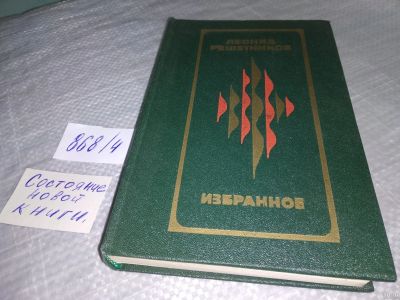 ЛЕОНИД
РЕШЕТНИКОВ
ИЗБРАННОЕ
868/4
Состояние
новой
книги.